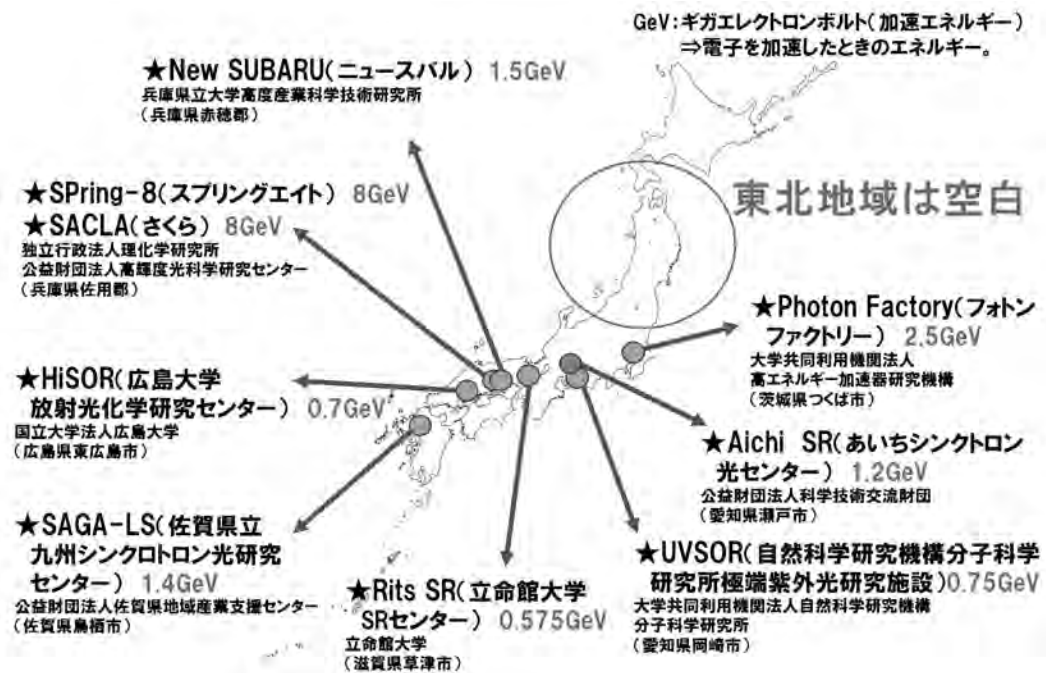 GeV：ギガエレクトロンボルト（加速エネルギー）
⇒電子を加速したときのエネルギー。
★New SUBARU（ニュースバル） 1.5GeV
兵庫県立大学高度産業科学技術研究所
（兵庫県赤穂郡）
★SPring-8（スプリングエイト） 8GeV
★SACLA（さくら） 8GeV
独立行政法人理化学研究所
公益財団法人高輝度光科学研究センター
（兵庫県佐用郡）
東北地域は空白
★Photon Factory（フォトン
ファクトリー） 2.5GeV
大学共同利用機関法人
高エネルギー加速器研究機構
（茨城県つくば市）
★HiSOR（広島大学
放射光化学研究センター） 0.7GeV
国立大学法人広島大学
（広島県東広島市）
★Aichi SR（あいちシンクトロン
光センター） 1.2GeV
公益財団法人科学技術交流財団
（愛知県瀬戸市）
★SAGA-LS（佐賀県立
九州シンクロトロン光研究
センター） 1.4GeV
公益財団法人佐賀県地域産業支援センター
（佐賀県鳥栖市）
★Rits SR（立命館大学
SRセンター） 0.575GeV
立命館大学
（滋賀県草津市）
★UVSOR（自然科学研究機構分子科学
研究所極端紫外光研究施設）0.75GeV
大学共同利用機関法人自然科学研究機構
分子科学研究所
（愛知県岡崎市）